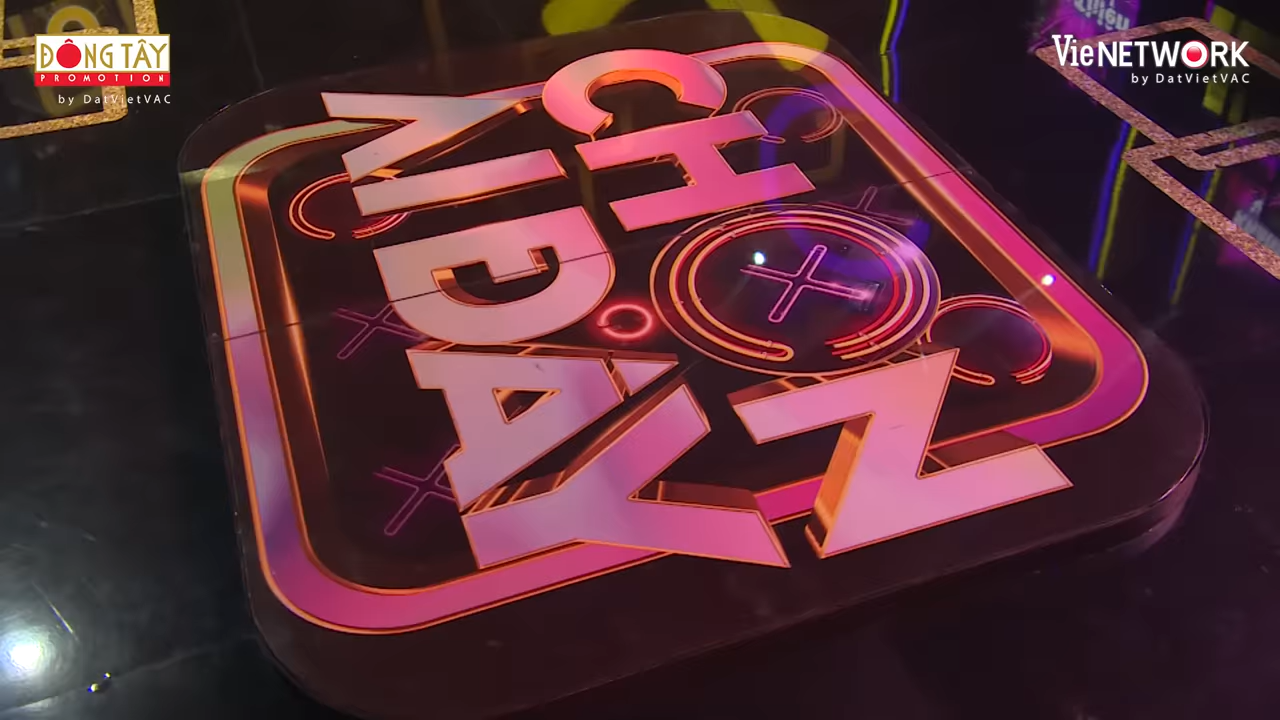 ĐÔNG TÂY
PROMOTION
by DatVietVAC
VieNETWORK
by DatVietVAC
CHỌN
AI ĐÂY